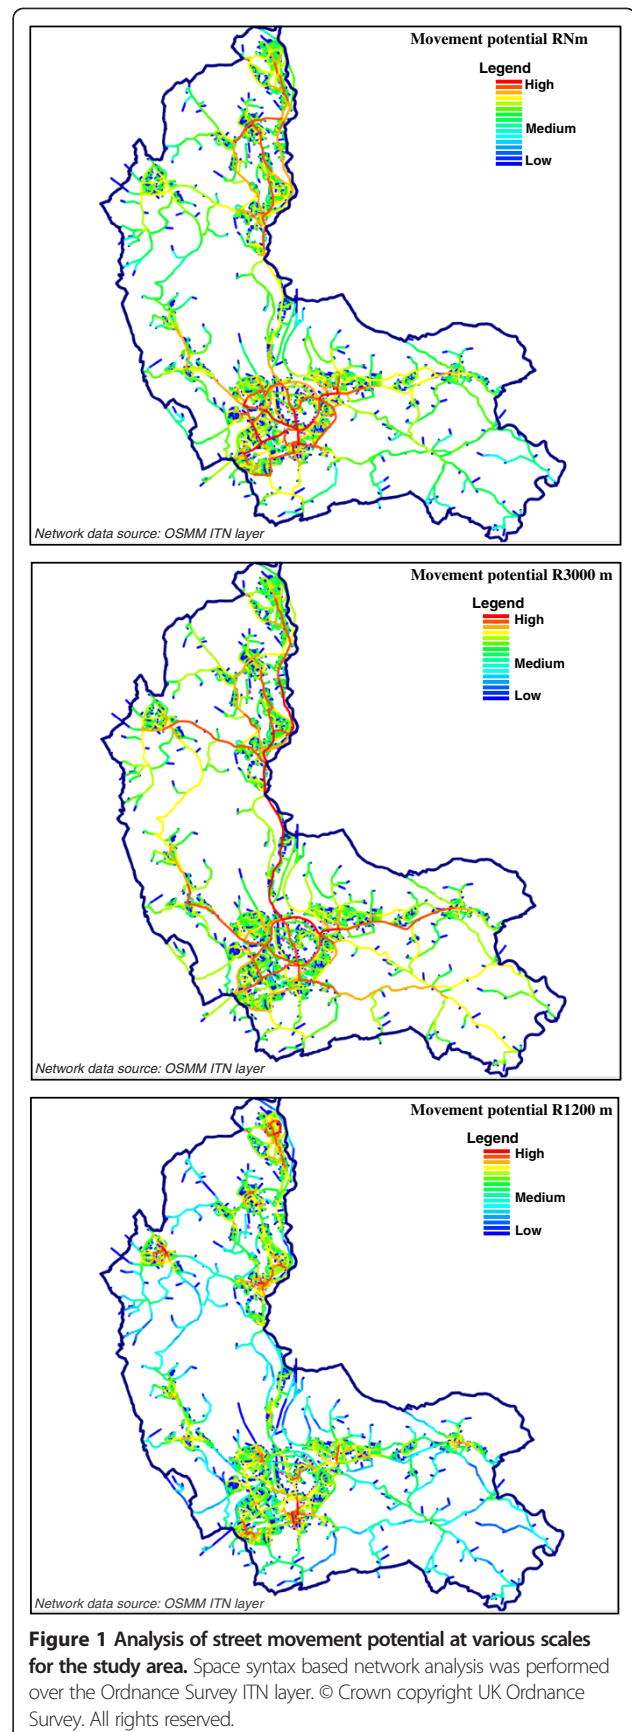 Movement potential RNm
Legend
High
Medium
Low
Network data source: OSMM ITN layer
Movement potential R3000 m
Legend
High
Medium
Low
Network data source: OSMM ITN layer
Movement potential R1200 m
Legend
High
Medium
Low
Network data source: OSMM ITN layer
Figure 1 Analysis of street movement potential at various scales
for the study area. Space syntax based network analysis was performed
over the Ordnance Survey ITN layer. © Crown copyright UK Ordnance
Survey. All rights reserved.